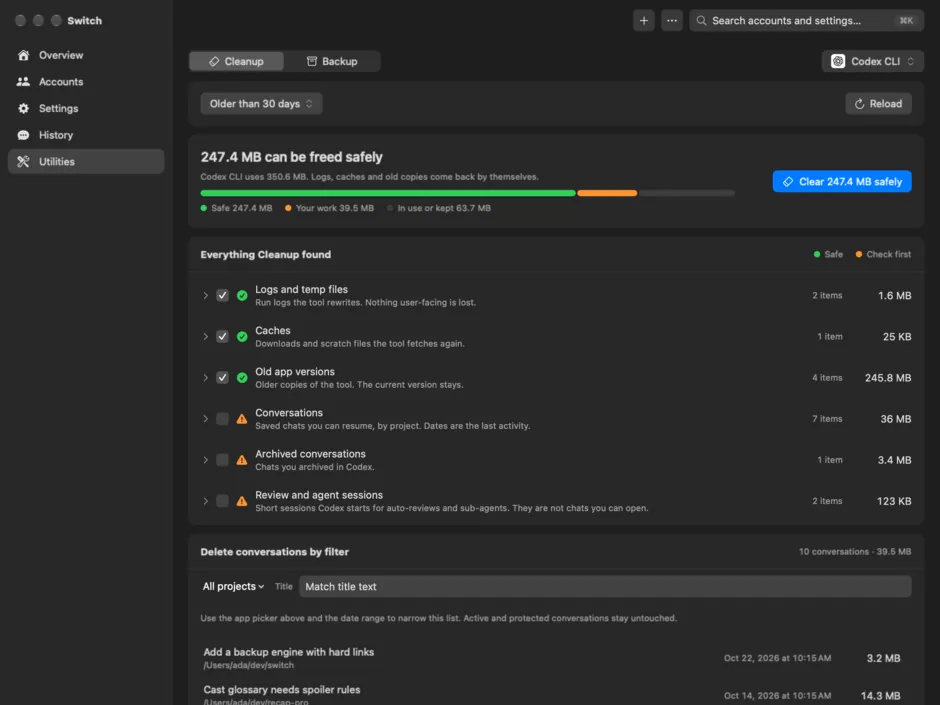 Switch
Search accounts and settings... ⌘K
Overview
Accounts
Settings
History
Utilities
Cleanup
Backup
Codex CLI
Older than 30 days
Reload
247.4 MB can be freed safely
Codex CLI uses 350.6 MB. Logs, caches and old copies come back by themselves.
Clear 247.4 MB safely
Safe 247.4 MB Your work 39.5 MB In use or kept 63.7 MB
Everything Cleanup found Safe Check first
Logs and temp files
Run logs the tool rewrites. Nothing user-facing is lost.
2 items 1.6 MB
Caches
Downloads and scratch files the tool fetches again.
1 item 25 KB
Old app versions
Older copies of the tool. The current version stays.
4 items 245.8 MB
Conversations
Saved chats you can resume, by project. Dates are the last activity.
7 items 36 MB
Archived conversations
Chats you archived in Codex.
1 item 3.4 MB
Review and agent sessions
Short sessions Codex starts for auto-reviews and sub-agents. They are not chats you can open.
2 items 123 KB
Delete conversations by filter 10 conversations · 39.5 MB
All projects Title Match title text
Use the app picker above and the date range to narrow this list. Active and protected conversations stay untouched.
Add a backup engine with hard links
/Users/ada/dev/switch
Oct 22, 2026 at 10:15 AM 3.2 MB
Cast glossary needs spoiler rules
/Users/ada/dev/recap-pro
Oct 14, 2026 at 10:15 AM 14.3 MB